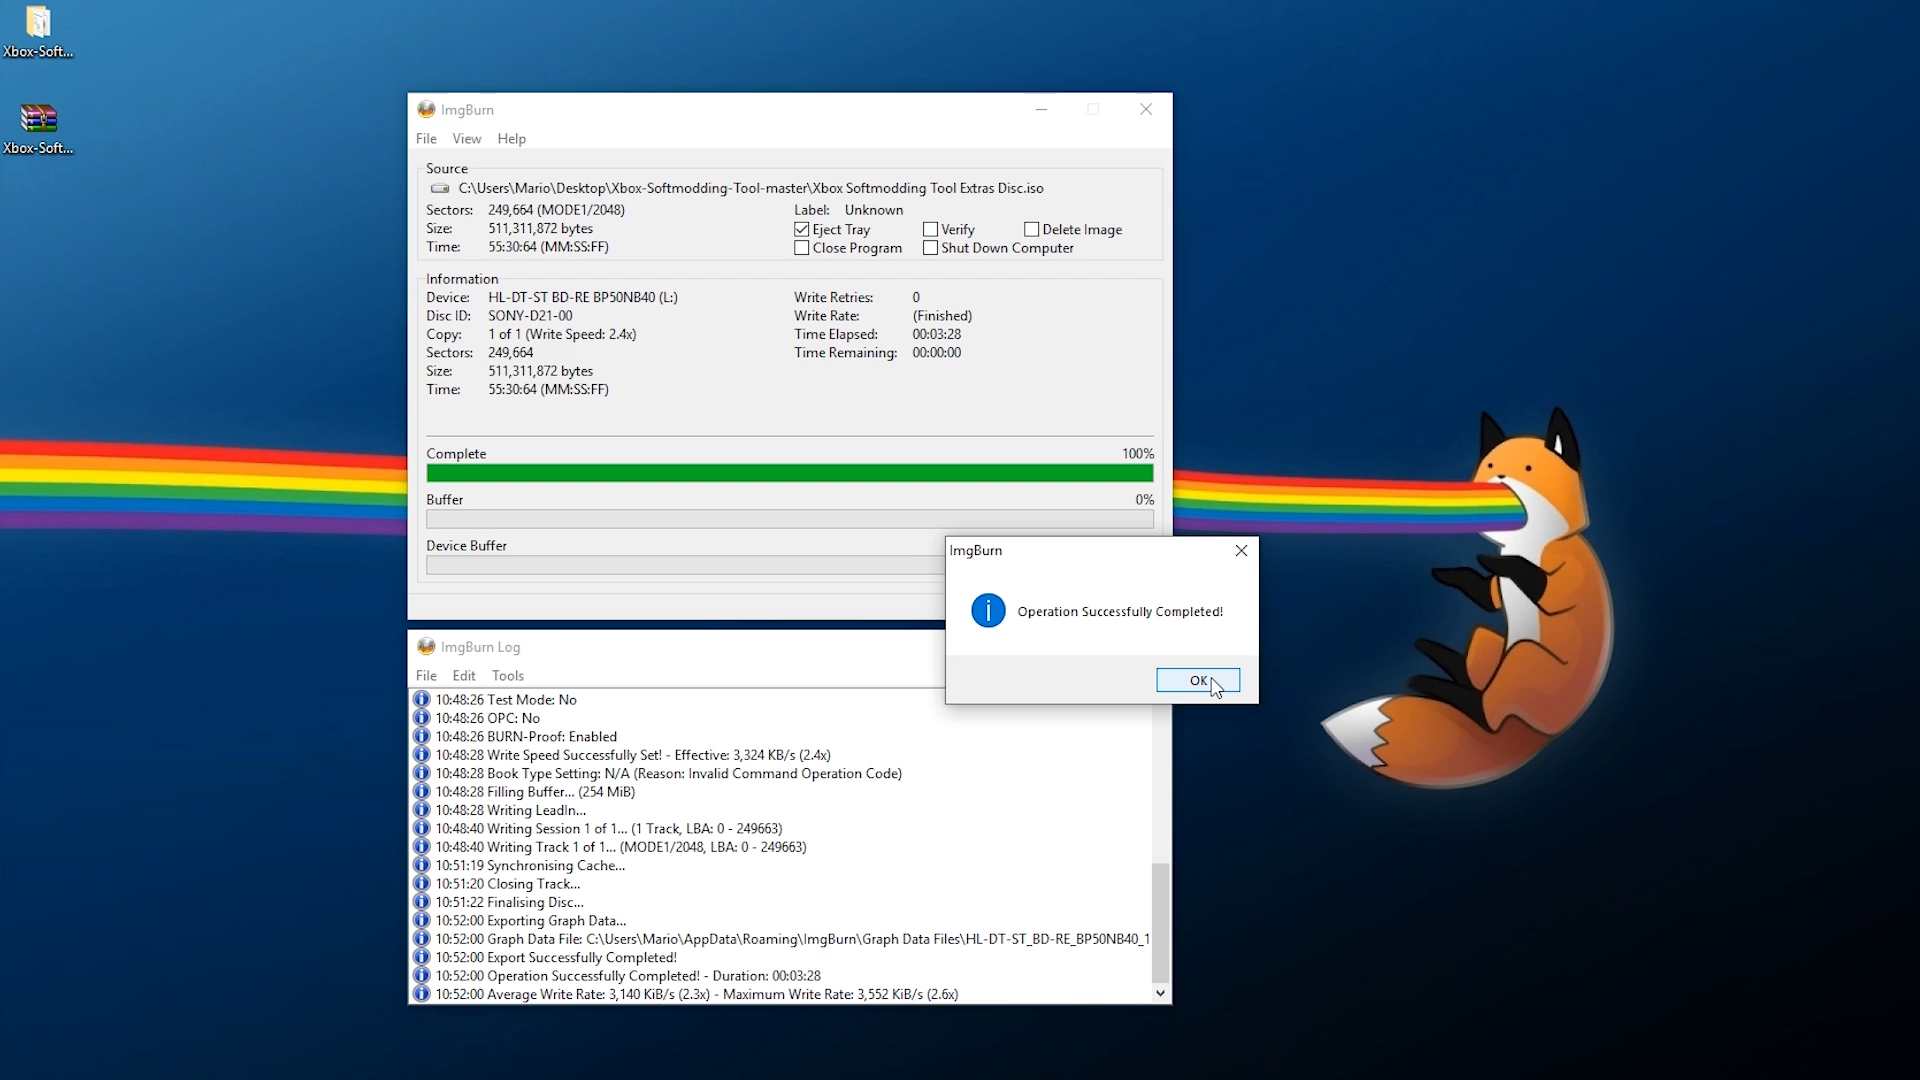 Xbox-Soft...
Xbox-Soft...
ImgBurn
File View Help
Source
C:\Users\Mario\Desktop\Xbox-Softmodding-Tool-master\Xbox Softmodding Tool Extras Disc.iso
Sectors: 249,664 (MODE1/2048) Label: Unknown
Size: 511,311,872 bytes Eject Tray Verify Delete Image
Time: 55:30:64 (MM:SS:FF) Close Program Shut Down Computer
Information
Device: HL-DT-ST BD-RE BP50NB40 (L:) Write Retries: 0
Disc ID: SONY-D21-00 Write Rate: (Finished)
Copy: 1 of 1 (Write Speed: 2.4x) Time Elapsed: 00:03:28
Sectors: 249,664 Time Remaining: 00:00:00
Size: 511,311,872 bytes
Time: 55:30:64 (MM:SS:FF)
Complete 100%
Buffer 0%
Device Buffer
ImgBurn
Operation Successfully Completed!
OK
ImgBurn Log
File Edit Tools
10:48:26 Test Mode: No
10:48:26 OPC: No
10:48:26 BURN-Proof: Enabled
10:48:28 Write Speed Successfully Set! - Effective: 3,324 KB/s (2.4x)
10:48:28 Book Type Setting: N/A (Reason: Invalid Command Operation Code)
10:48:28 Filling Buffer... (254 MiB)
10:48:28 Writing LeadIn...
10:48:40 Writing Session 1 of 1... (1 Track, LBA: 0 - 249663)
10:48:40 Writing Track 1 of 1... (MODE1/2048, LBA: 0 - 249663)
10:51:19 Synchronising Cache...
10:51:20 Closing Track...
10:51:22 Finalising Disc...
10:52:00 Exporting Graph Data...
10:52:00 Graph Data File: C:\Users\Mario\AppData\Roaming\ImgBurn\Graph Data Files\HL-DT-ST_BD-RE_BP50NB40_1
10:52:00 Export Successfully Completed!
10:52:00 Operation Successfully Completed! - Duration: 00:03:28
10:52:00 Average Write Rate: 3,140 KiB/s (2.3x) - Maximum Write Rate: 3,552 KiB/s (2.6x)